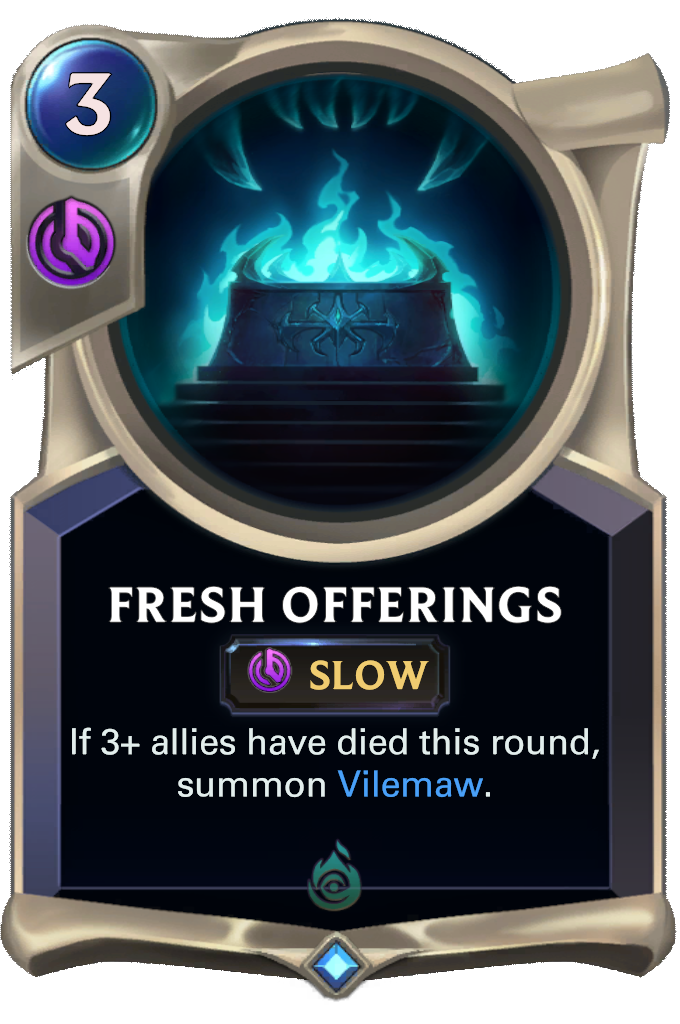 3
FRESH OFFERINGS
SLOW
If 3+ allies have died this round,
summon Vilemaw.